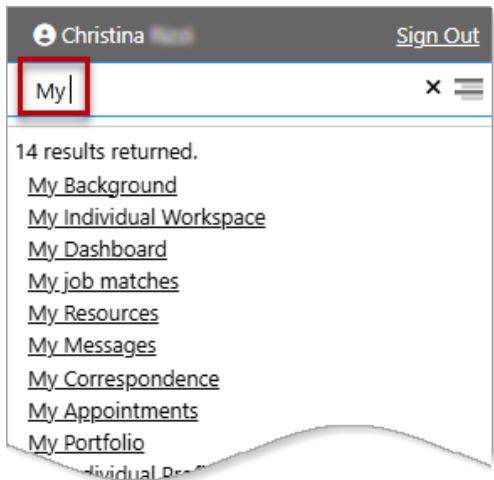 Christina
Sign Out
My
14 results returned.
My Background
My Individual Workspace
My Dashboard
My job matches
My Resources
My Messages
My Correspondence
My Appointments
My Portfolio